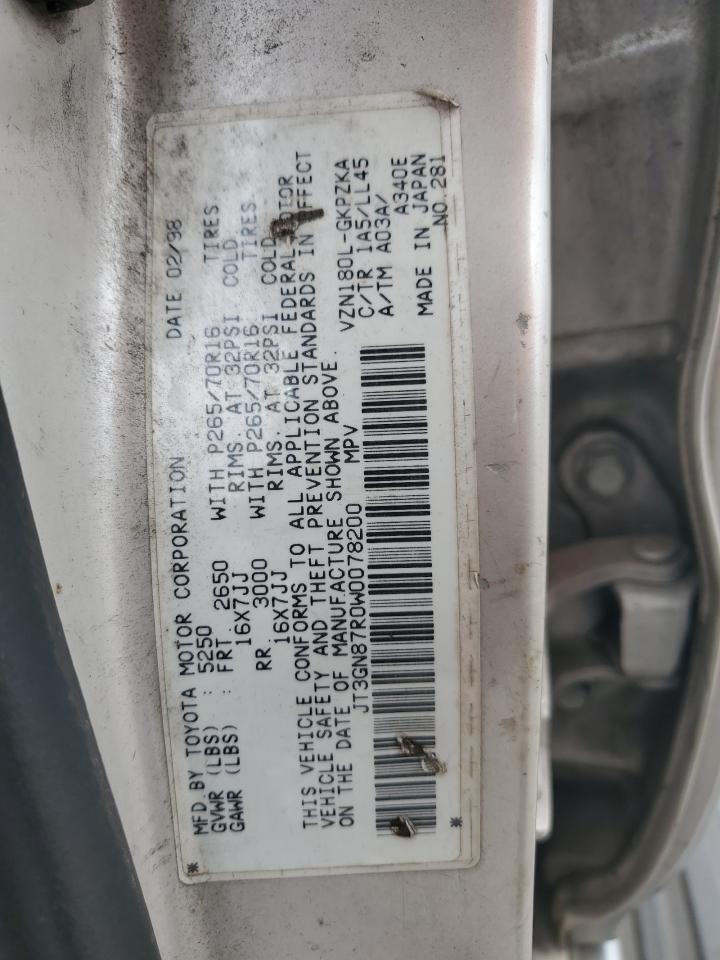 MFD. BY TOYOTA MOTOR CORPORATION DATE 02/98
GVWR (LBS) : 5250
GAWR (LBS) : FRT. 2650 WITH P265/70R16 TIRES,
16X7JJ RIMS, AT 32PSI COLD.
RR. 3000 WITH P265/70R16 TIRES,
16X7JJ RIMS, AT 32PSI COLD.
THIS VEHICLE CONFORMS TO ALL APPLICABLE FEDERAL MOTOR
VEHICLE SAFETY AND THEFT PREVENTION STANDARDS IN EFFECT
ON THE DATE OF MANUFACTURE SHOWN ABOVE.
JT3GN87R0W0078200 MPV
VZN180L-GKPZKA
C/TR 1A5/LL45
A/TM A03A/
A340E
MADE IN JAPAN
NO.281